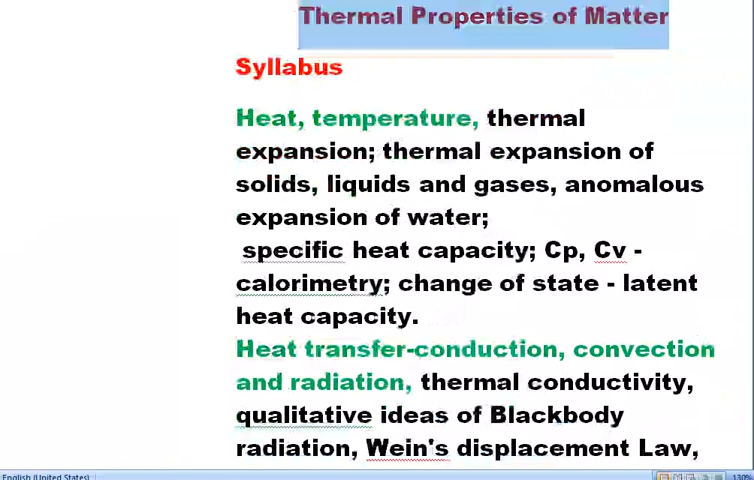 Thermal Properties of Matter
Syllabus
Heat, temperature, thermal
expansion; thermal expansion of
solids, liquids and gases, anomalous
expansion of water;
specific heat capacity; Cp, Cv -
calorimetry; change of state - latent
heat capacity.
Heat transfer-conduction, convection
and radiation, thermal conductivity,
qualitative ideas of Blackbody
radiation, Wein's displacement Law,
English (United States)
130%